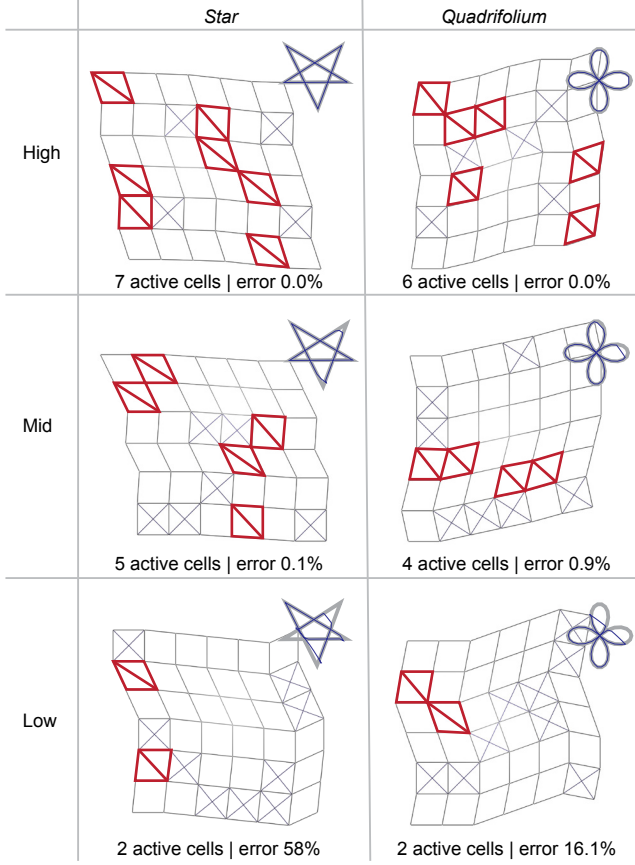 Star Quadrifolium
High
7 active cells | error 0.0% 6 active cells | error 0.0%
Mid
5 active cells | error 0.1% 4 active cells | error 0.9%
Low
2 active cells | error 58% 2 active cells | error 16.1%